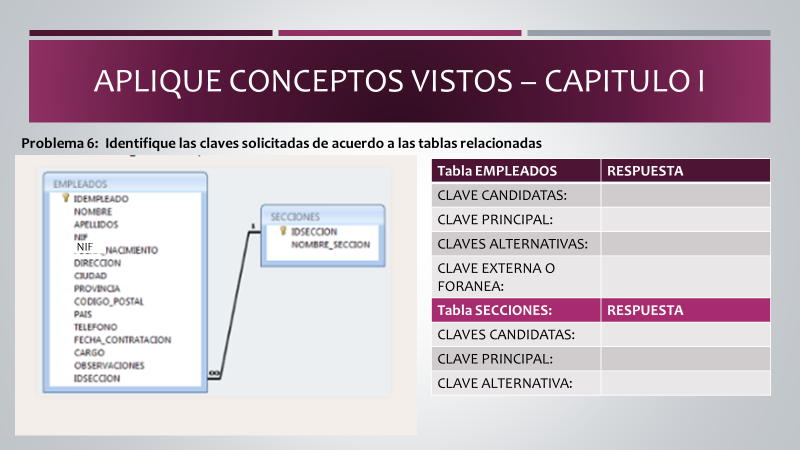 APLIQUE CONCEPTOS VISTOS – CAPITULO I
Problema 6: Identifique las claves solicitadas de acuerdo a las tablas relacionadas
EMPLEADOS
IDEMPLEADO
NOMBRE
APELLIDOS
NIF
NIF
NACIMIENTO
DIRECCION
CIUDAD
PROVINCIA
CODIGO_POSTAL
PAIS
TELEFONO
FECHA_CONTRATACION
CARGO
OBSERVACIONES
IDSECCION
1
∞
SECCIONES
IDSECCION
NOMBRE_SECCION
Tabla EMPLEADOS RESPUESTA
CLAVE CANDIDATAS:
CLAVE PRINCIPAL:
CLAVES ALTERNATIVAS:
CLAVE EXTERNA O
FORANEA:
Tabla SECCIONES: RESPUESTA
CLAVES CANDIDATAS:
CLAVE PRINCIPAL:
CLAVE ALTERNATIVA: